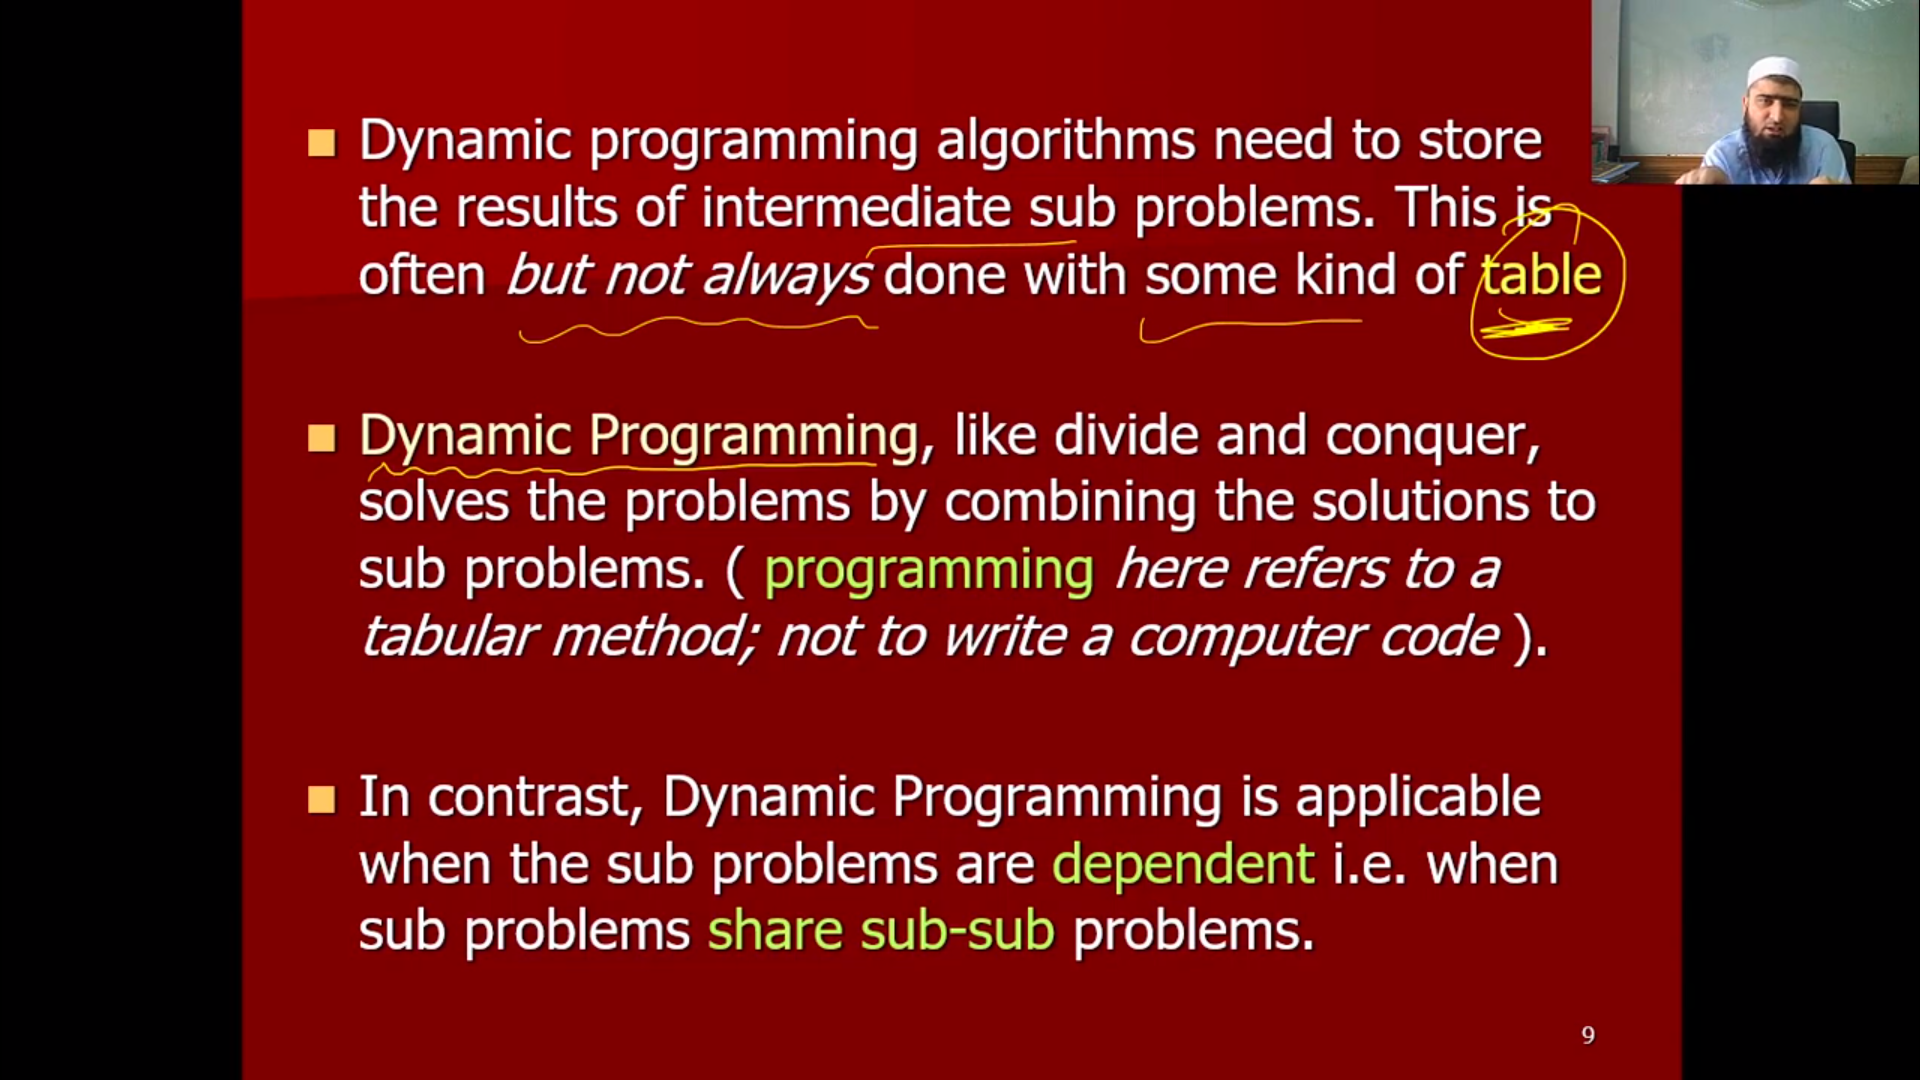 Dynamic programming algorithms need to store
the results of intermediate sub problems. This is
often but not always done with some kind of table
Dynamic Programming, like divide and conquer,
solves the problems by combining the solutions to
sub problems. ( programming here refers to a
tabular method; not to write a computer code ).
In contrast, Dynamic Programming is applicable
when the sub problems are dependent i.e. when
sub problems share sub-sub problems.
9